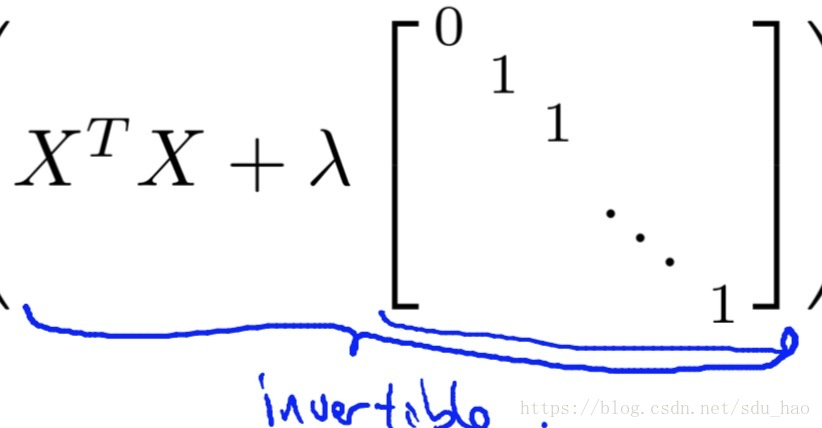 ( X^T X + λ [ 0 1 1 ⋱ 1 ] )
invertible .
https://blog.csdn.net/sdu_hao